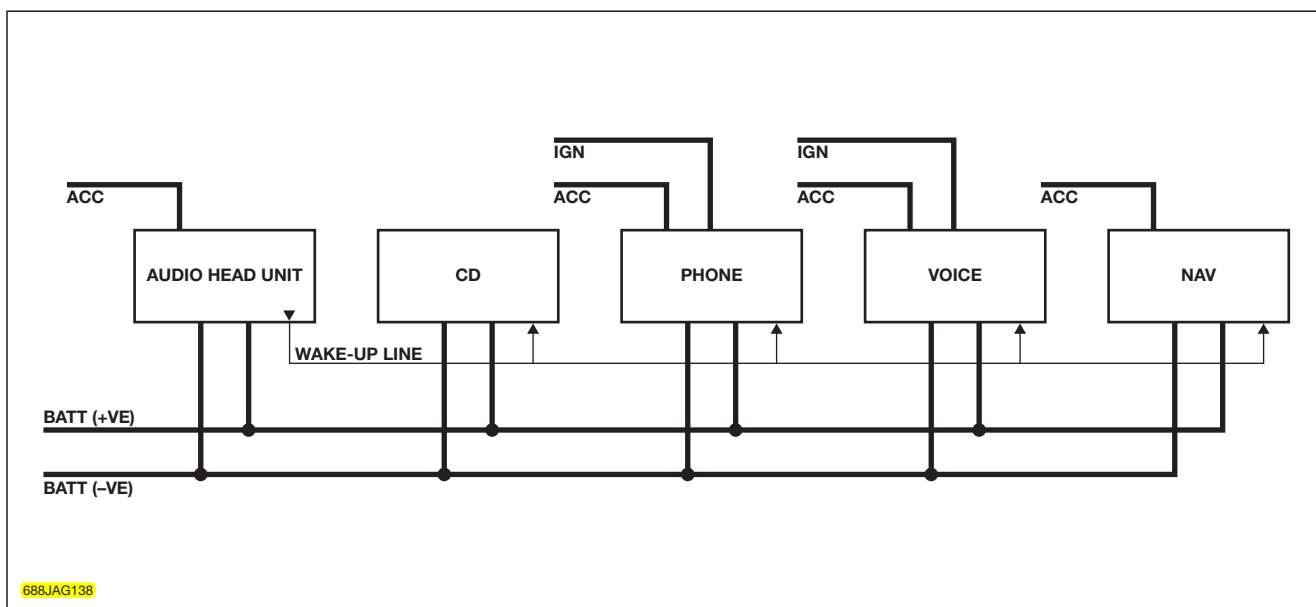 IGN
IGN
ACC
ACC
ACC
ACC
AUDIO HEAD UNIT
CD
PHONE
VOICE
NAV
WAKE-UP LINE
BATT (+VE)
BATT (–VE)
688JAG138